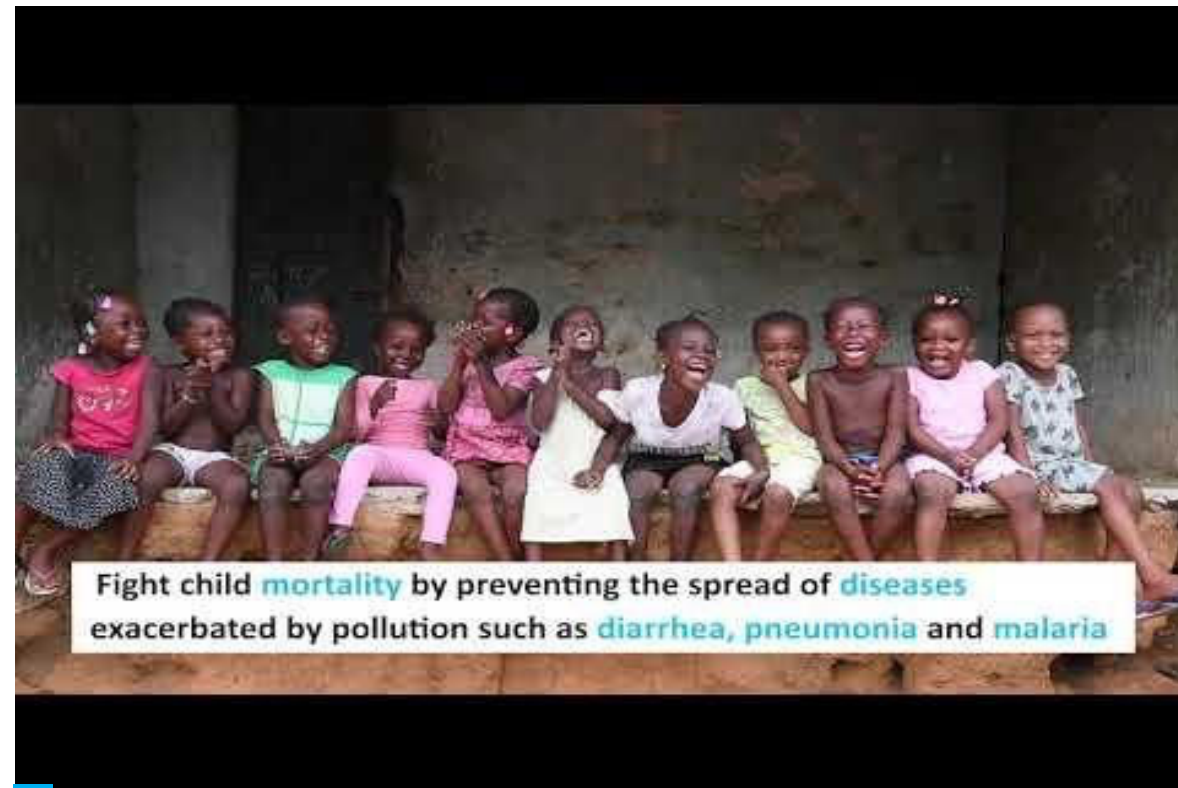 Fight child mortality by preventing the spread of diseases
exacerbated by pollution such as diarrhea, pneumonia and malaria